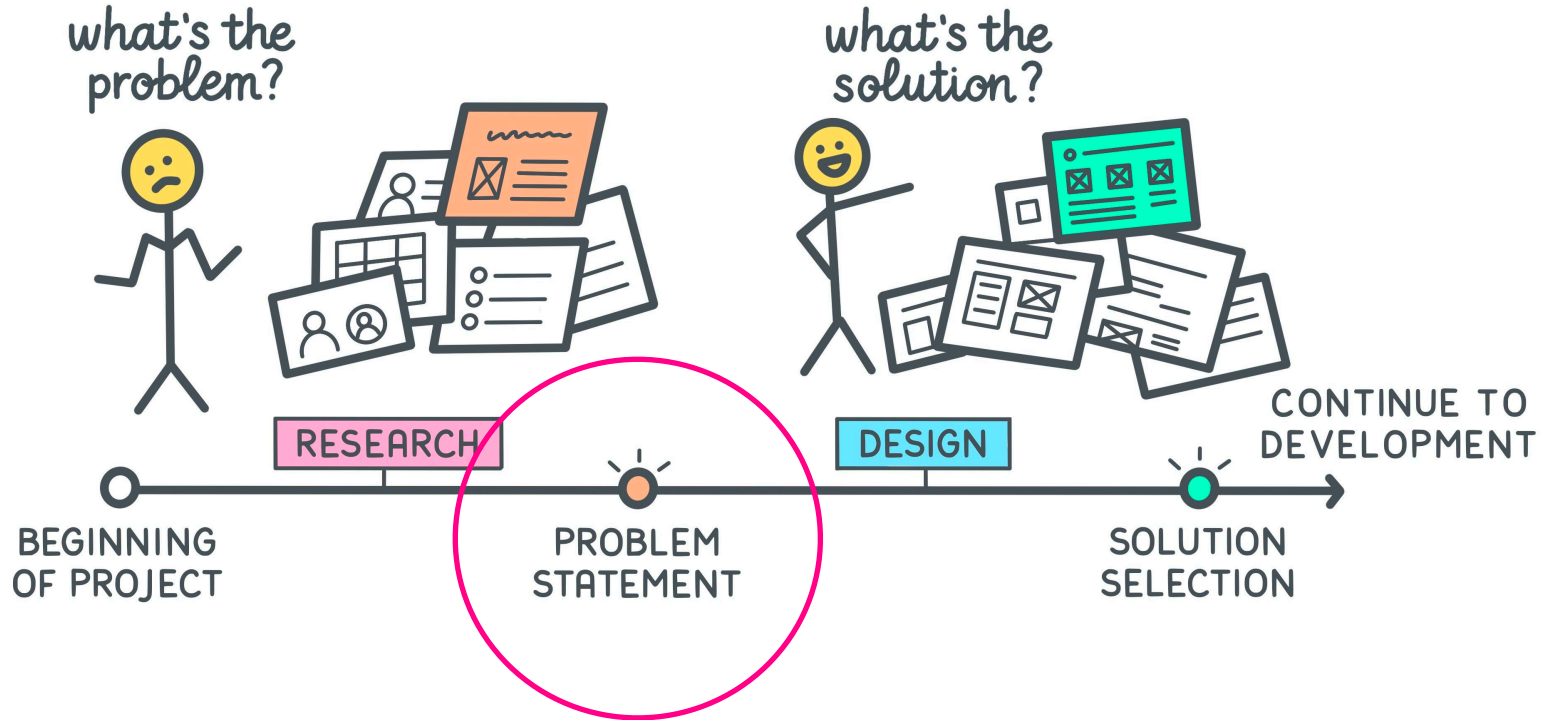 what's the
problem?
what's the
solution?
RESEARCH
DESIGN
CONTINUE TO
DEVELOPMENT
BEGINNING
OF PROJECT
PROBLEM
STATEMENT
SOLUTION
SELECTION